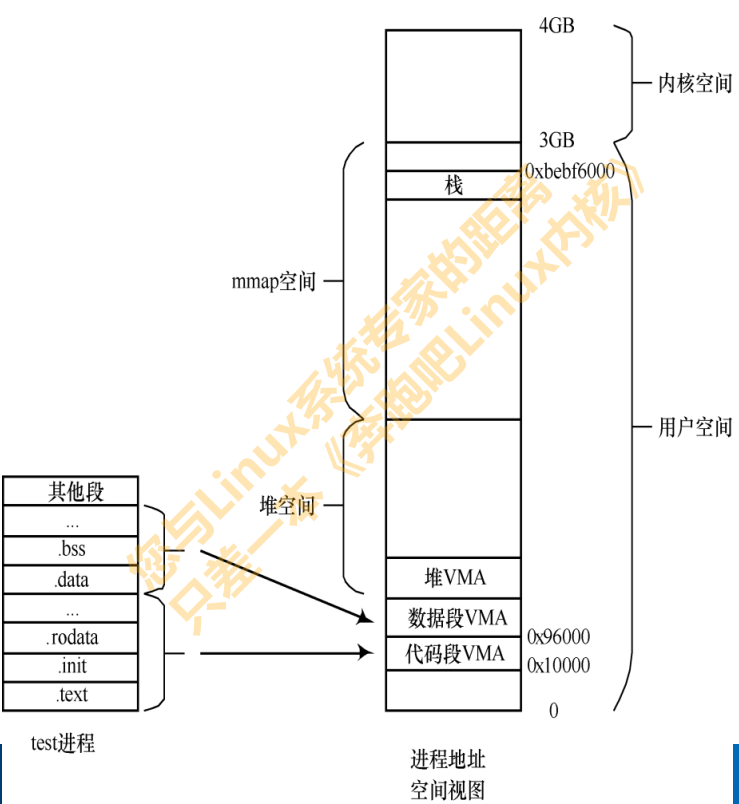 4GB
内核空间
3GB
0xbebf6000
栈
mmap空间
用户空间
堆空间
其他段
...
.bss
.data
...
.rodata
.init
.text
堆VMA
数据段VMA
0x96000
代码段VMA
0x10000
0
test进程
进程地址
空间视图
您与Linux系统专家的距离
只差一本《奔跑吧Linux内核》